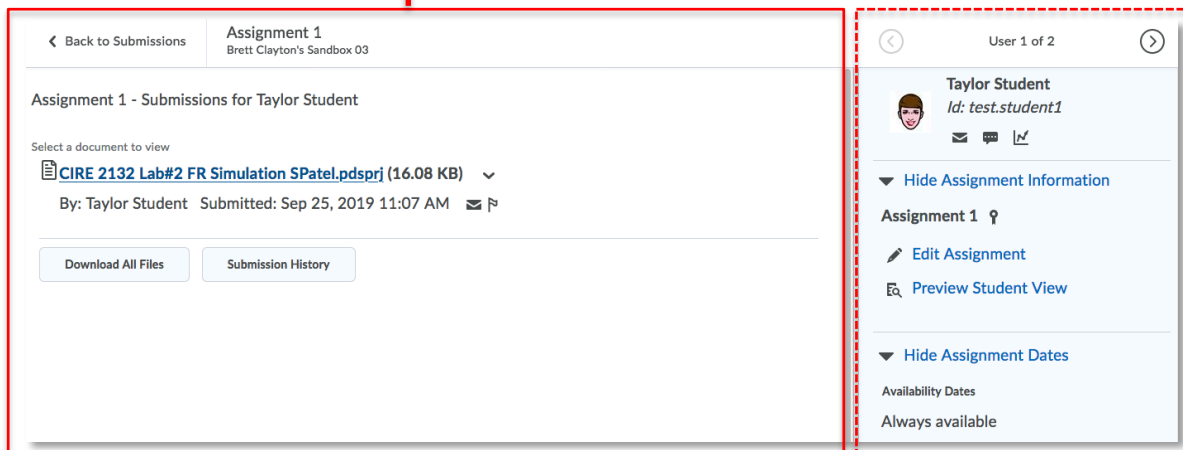 Back to Submissions
Assignment 1
Brett Clayton's Sandbox 03
Assignment 1 - Submissions for Taylor Student
Select a document to view
CIRE 2132 Lab#2 FR Simulation SPatel.pdsprj (16.08 KB)
By: Taylor Student Submitted: Sep 25, 2019 11:07 AM
Download All Files
Submission History
User 1 of 2
Taylor Student
Id: test.student1
Hide Assignment Information
Assignment 1
Edit Assignment
Preview Student View
Hide Assignment Dates
Availability Dates
Always available